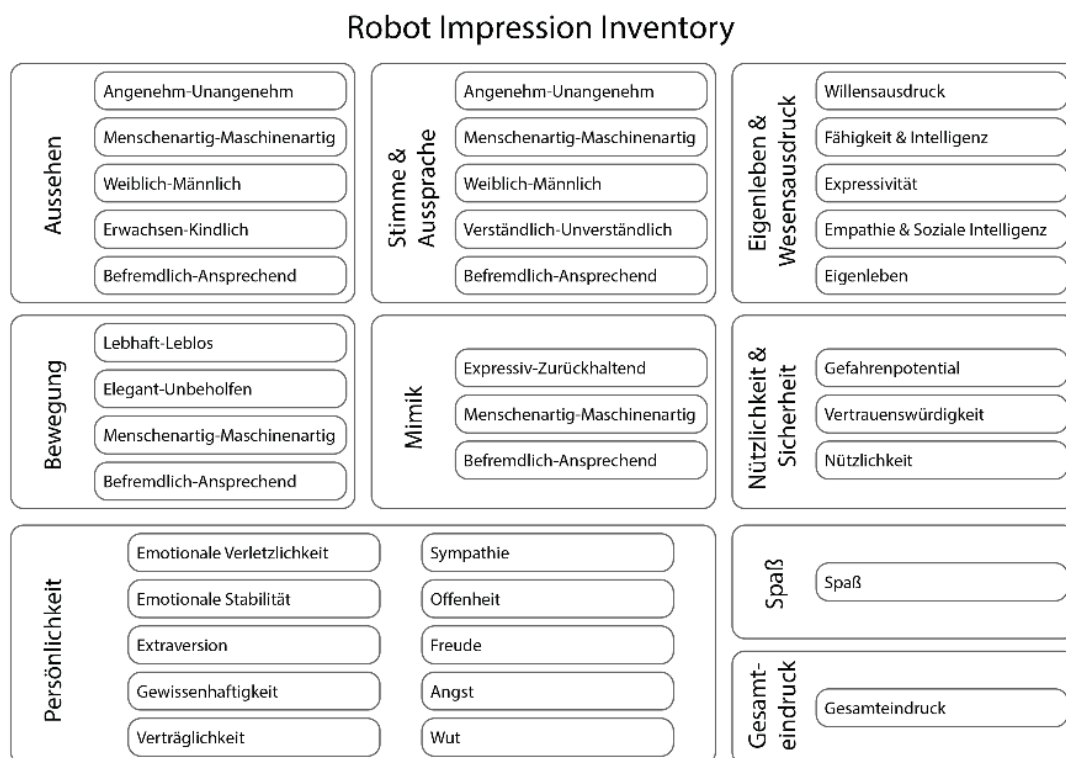 Robot Impression Inventory
Aussehen
Angenehm-Unangenehm
Menschenartig-Maschinenartig
Weiblich-Männlich
Erwachsen-Kindlich
Befremdlich-Ansprechend
Stimme &
Aussprache
Angenehm-Unangenehm
Menschenartig-Maschinenartig
Weiblich-Männlich
Verständlich-Unverständlich
Befremdlich-Ansprechend
Eigenleben &
Wesensausdruck
Willensausdruck
Fähigkeit & Intelligenz
Expressivität
Empathie & Soziale Intelligenz
Eigenleben
Bewegung
Lebhaft-Leblos
Elegant-Unbeholfen
Menschenartig-Maschinenartig
Befremdlich-Ansprechend
Mimik
Expressiv-Zurückhaltend
Menschenartig-Maschinenartig
Befremdlich-Ansprechend
Nützlichkeit &
Sicherheit
Gefahrenpotential
Vertrauenswürdigkeit
Nützlichkeit
Persönlichkeit
Emotionale Verletzlichkeit
Emotionale Stabilität
Extraversion
Gewissenhaftigkeit
Verträglichkeit
Sympathie
Offenheit
Freude
Angst
Wut
Spaß
Spaß
Gesamt-
eindruck
Gesamteindruck